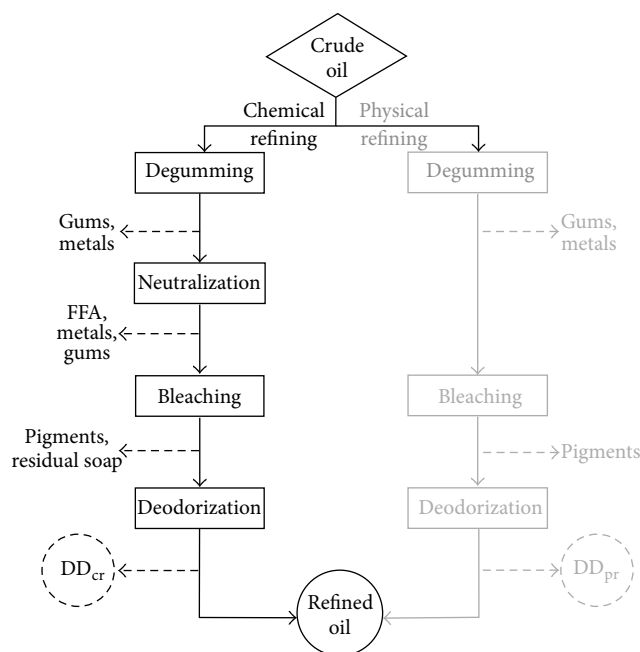 Crude
oil
Chemical
refining
Physical
refining
Degumming
Degumming
Gums,
metals
Gums,
metals
Neutralization
FFA,
metals,
gums
Bleaching
Bleaching
Pigments,
residual soap
Pigments
Deodorization
Deodorization
DDcr
DDpr
Refined
oil